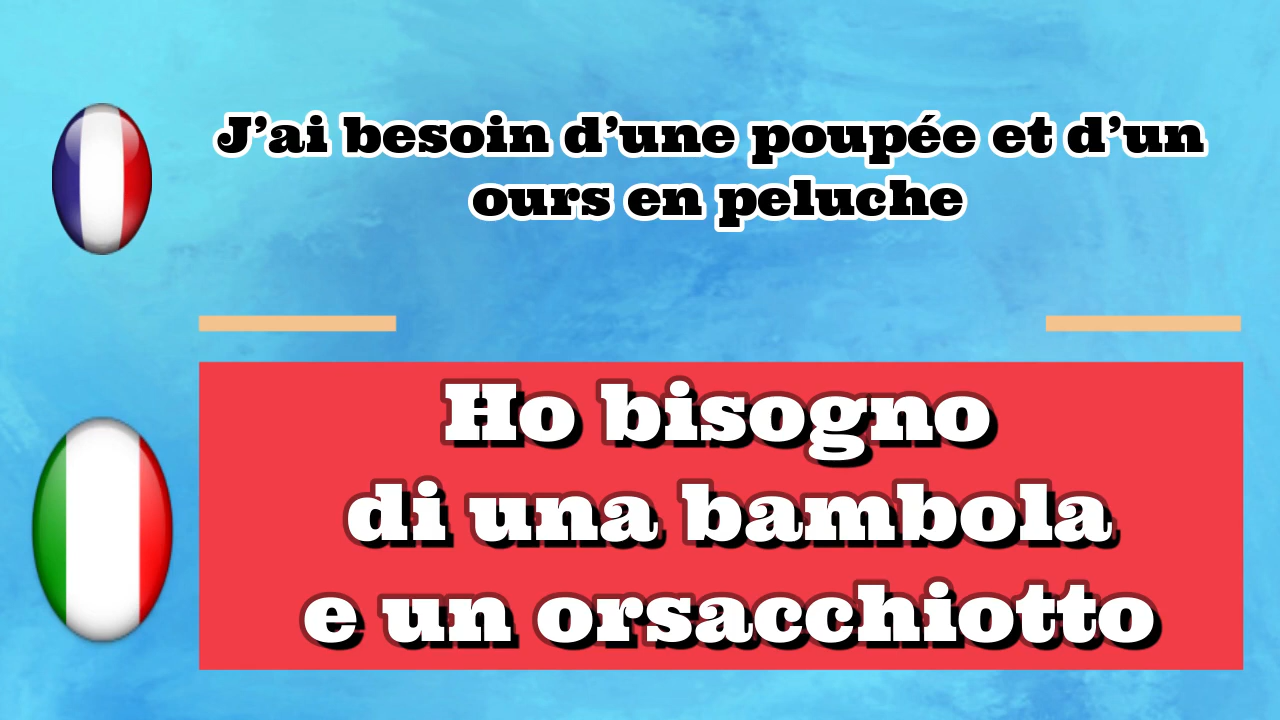 J’ai besoin d’une poupée et d’un
ours en peluche
Ho bisogno
di una bambola
e un orsacchiotto